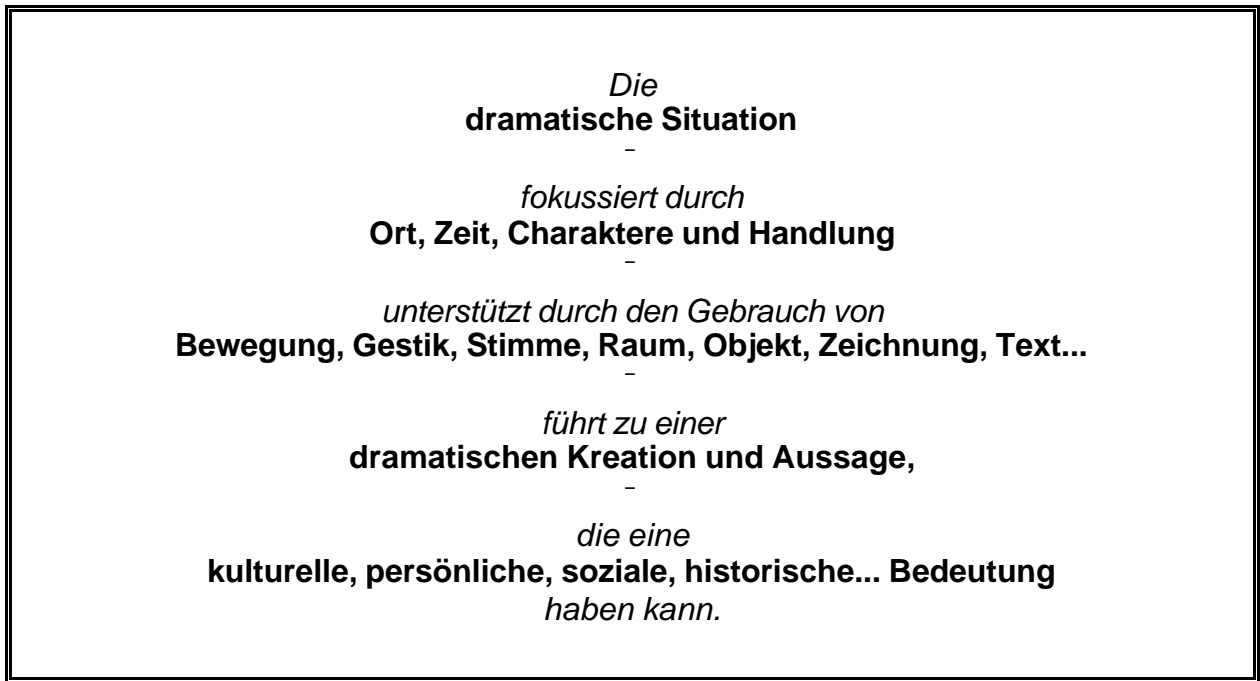 Die
dramatische Situation
–
fokussiert durch
Ort, Zeit, Charaktere und Handlung
–
unterstützt durch den Gebrauch von
Bewegung, Gestik, Stimme, Raum, Objekt, Zeichnung, Text...
–
führt zu einer
dramatischen Kreation und Aussage,
–
die eine
kulturelle, persönliche, soziale, historische... Bedeutung
haben kann.